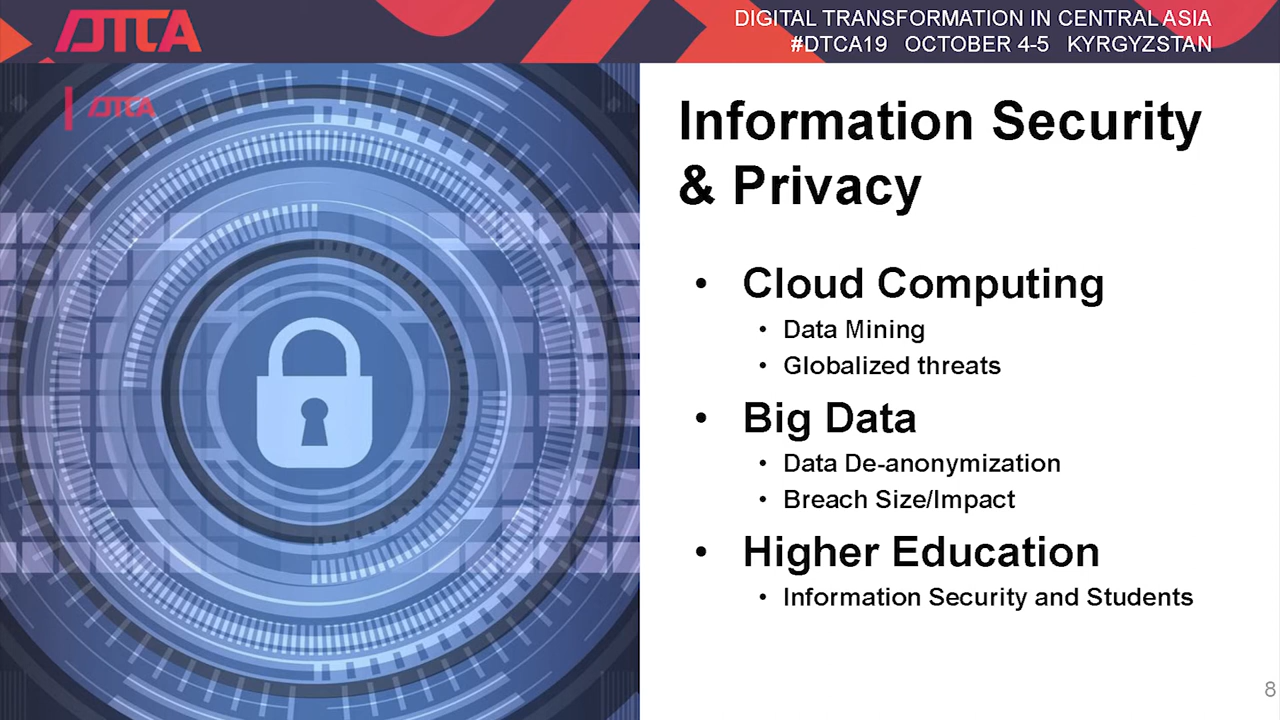 DTCA
DIGITAL TRANSFORMATION IN CENTRAL ASIA
#DTCA19 OCTOBER 4-5 KYRGYZSTAN
DTCA
Information Security
& Privacy
• Cloud Computing
• Data Mining
• Globalized threats
• Big Data
• Data De-anonymization
• Breach Size/Impact
• Higher Education
• Information Security and Students
8